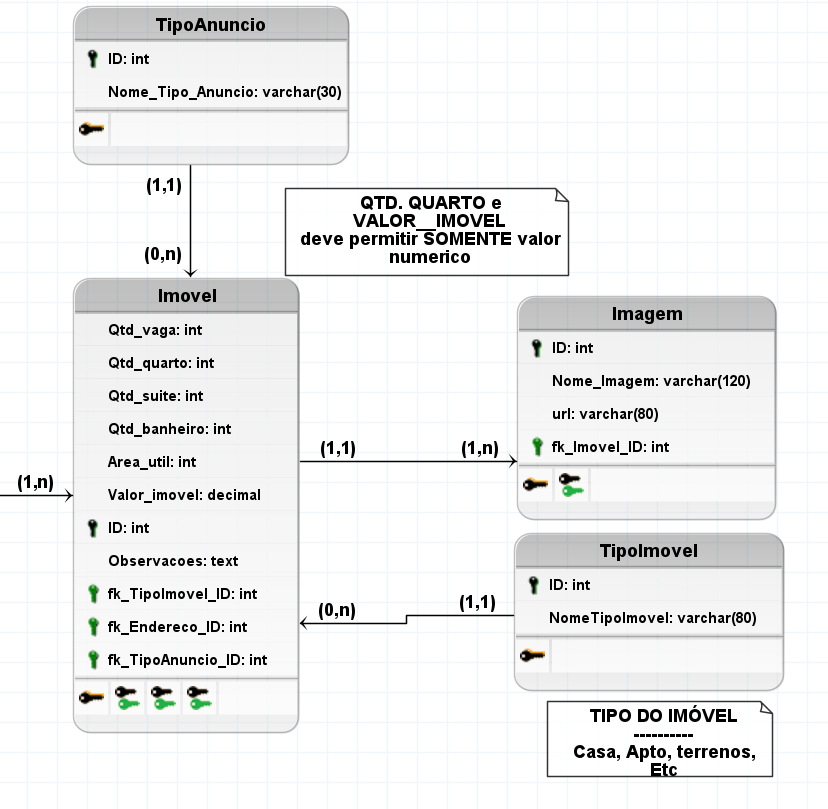 TipoAnuncio
ID: int
Nome_Tipo_Anuncio: varchar(30)
(1,1)
(0,n)
QTD. QUARTO e
VALOR__IMOVEL
deve permitir SOMENTE valor
numerico
Imovel
Qtd_vaga: int
Qtd_quarto: int
Qtd_suite: int
Qtd_banheiro: int
Area_util: int
Valor_imovel: decimal
ID: int
Observacoes: text
fk_TipoImovel_ID: int
fk_Endereco_ID: int
fk_TipoAnuncio_ID: int
(1,n)
(1,1)
(1,n)
Imagem
ID: int
Nome_Imagem: varchar(120)
url: varchar(80)
fk_Imovel_ID: int
(0,n)
(1,1)
TipoImovel
ID: int
NomeTipoImovel: varchar(80)
TIPO DO IMÓVEL
----------
Casa, Apto, terrenos,
Etc